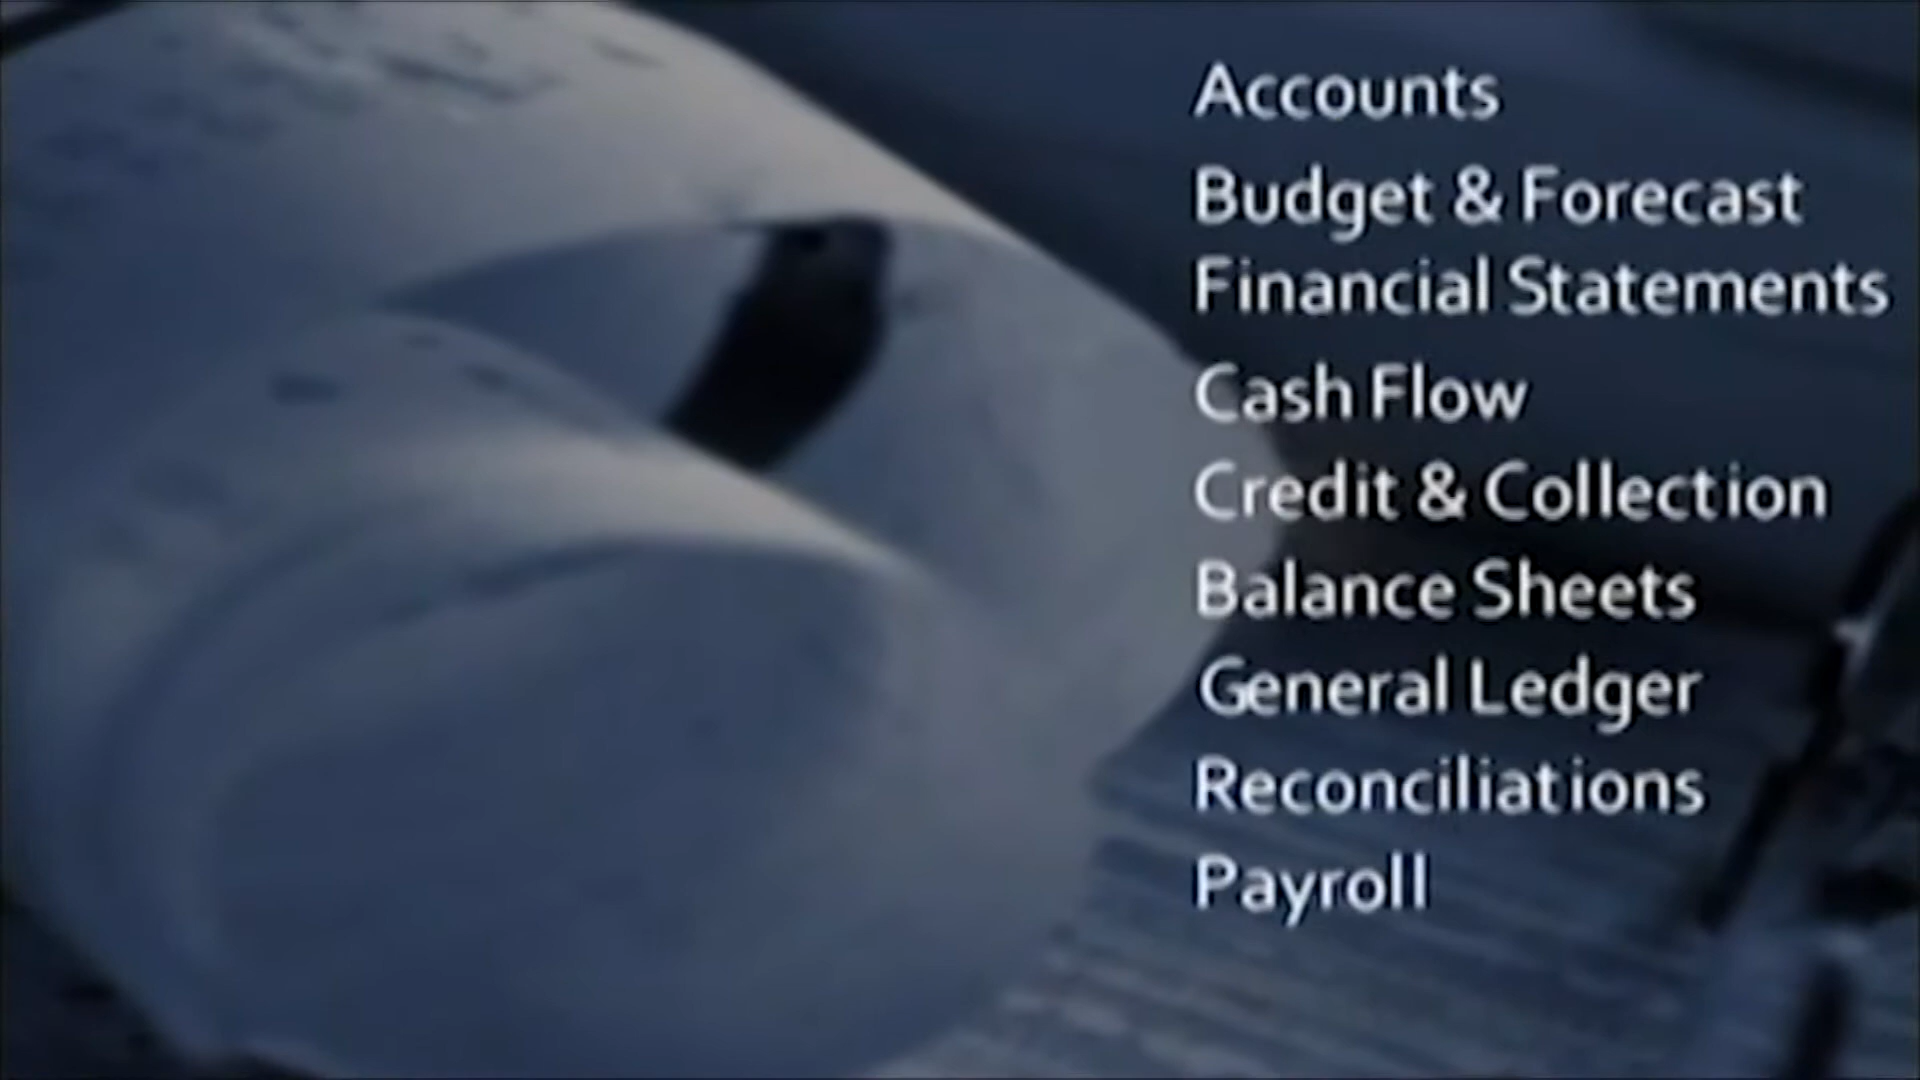 Accounts
Budget & Forecast
Financial Statements
Cash Flow
Credit & Collection
Balance Sheets
General Ledger
Reconciliations
Payroll